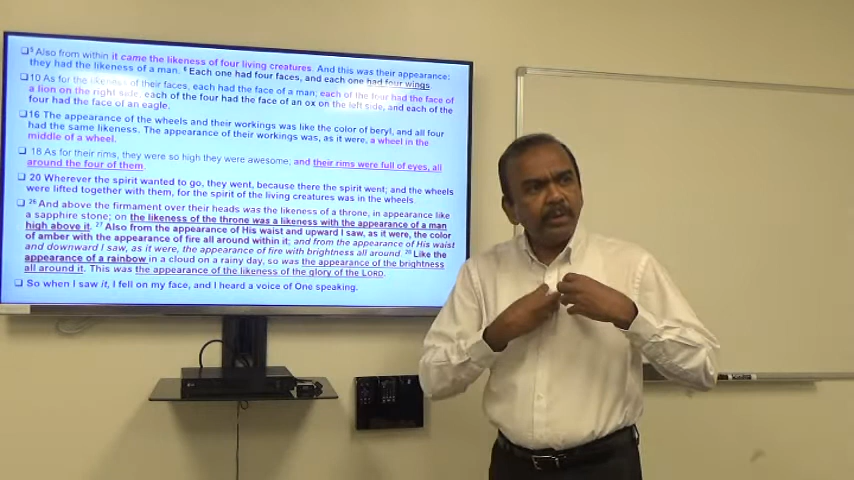 ❑ 5 Also from within it came the likeness of four living creatures. And this was their appearance:
they had the likeness of a man. 6 Each one had four faces, and each one had four wings.
❑ 10 As for the likeness of their faces, each had the face of a man; each of the four had the face of
a lion on the right side, each of the four had the face of an ox on the left side, and each of the
four had the face of an eagle.
❑ 16 The appearance of the wheels and their workings was like the color of beryl, and all four
had the same likeness. The appearance of their workings was, as it were, a wheel in the
middle of a wheel.
❑ 18 As for their rims, they were so high they were awesome; and their rims were full of eyes, all
around the four of them.
❑ 20 Wherever the spirit wanted to go, they went, because there the spirit went; and the wheels
were lifted together with them, for the spirit of the living creatures was in the wheels.
❑ 26 And above the firmament over their heads was the likeness of a throne, in appearance like
a sapphire stone; on the likeness of the throne was a likeness with the appearance of a man
high above it. 27 Also from the appearance of His waist and upward I saw, as it were, the color
of amber with the appearance of fire all around within it; and from the appearance of His waist
and downward I saw, the appearance of fire with brightness all around. 28 Like the
appearance of a rainbow in a cloud on a rainy day, so was the appearance of the brightness
all around it. This was the appearance of the likeness of the glory of the LORD.
❑ So when I saw it, I fell on my face, and I heard a voice of One speaking.